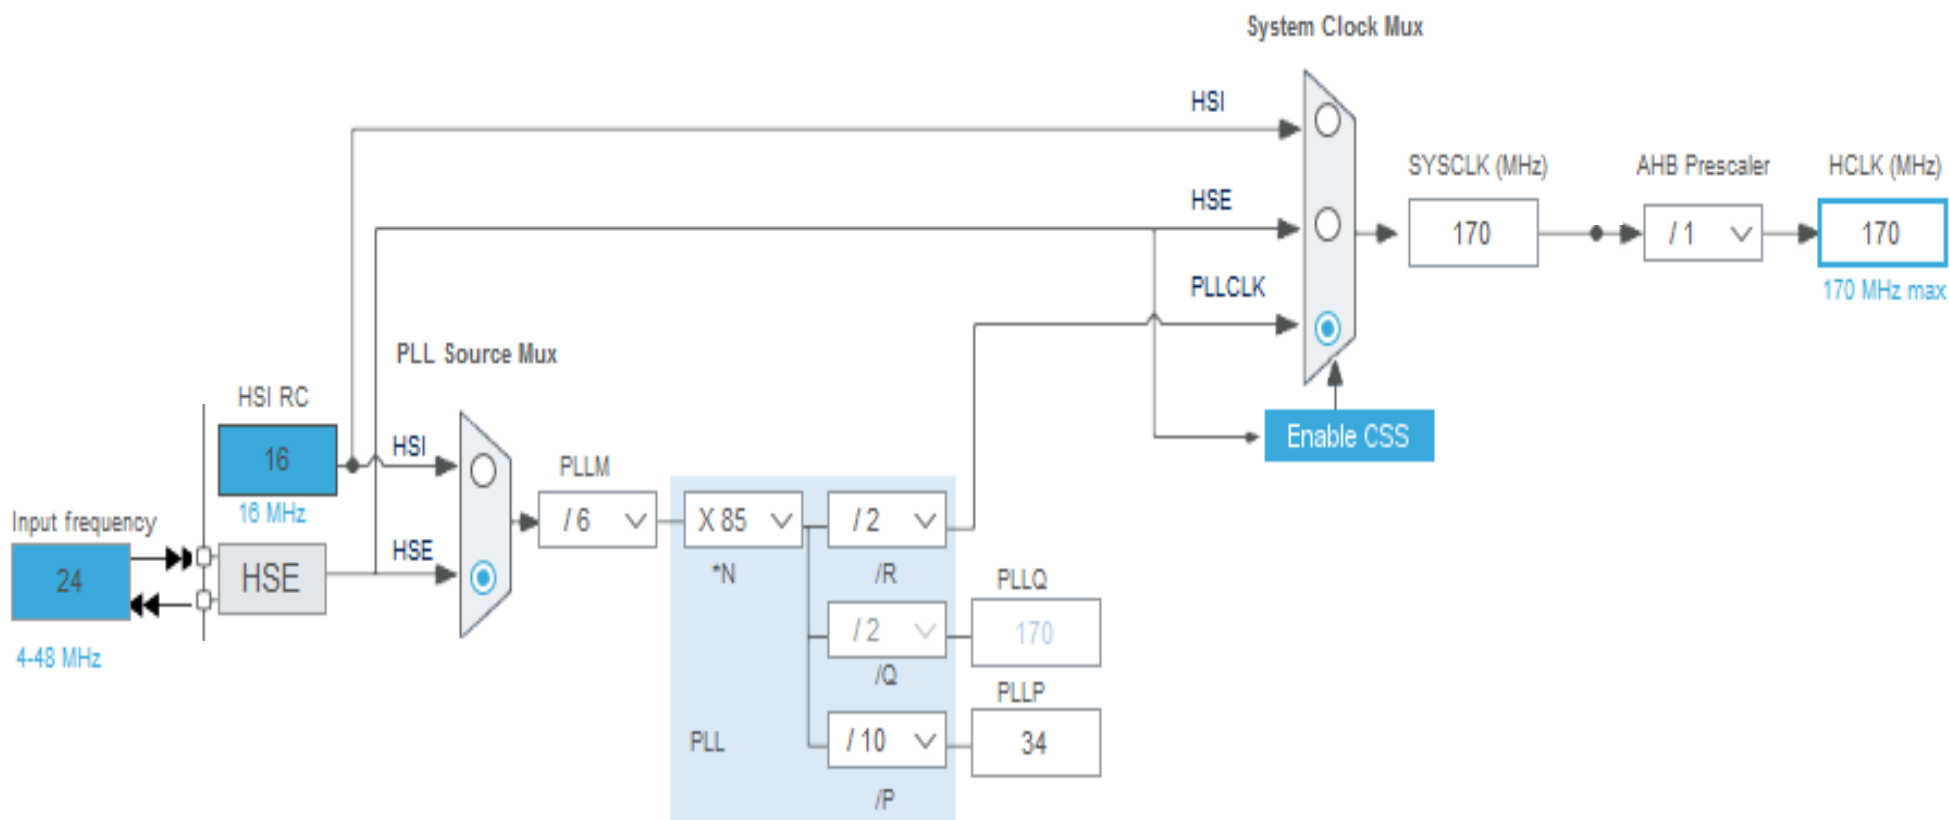 System Clock Mux
HSI
HSE
PLLCLK
SYSCLK (MHz)
170
AHB Prescaler
/ 1
HCLK (MHz)
170
170 MHz max
Enable CSS
PLL Source Mux
HSI RC
16
16 MHz
HSI
HSE
Input frequency
24
4-48 MHz
HSE
PLLM
/ 6
X 85
*N
/ 2
/R
/ 2
/Q
PLLQ
170
PLL
/ 10
/P
PLLP
34